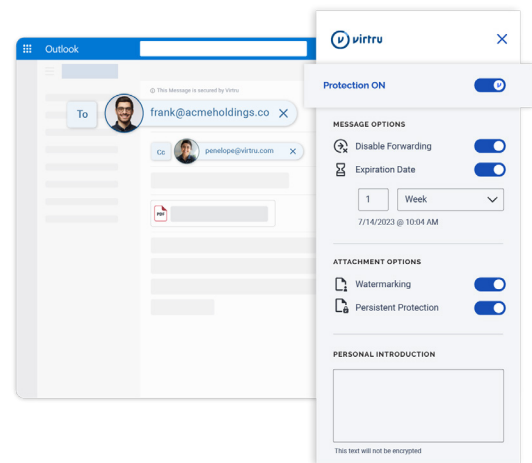 Outlook
This Message is secured by Virtru
To
frank@acmeholdings.co
Cc
penelope@virtru.com
PDF
virtru
Protection ON
MESSAGE OPTIONS
Disable Forwarding
Expiration Date
1 Week
7/14/2023 @ 10:04 AM
ATTACHMENT OPTIONS
Watermarking
Persistent Protection
PERSONAL INTRODUCTION
This text will not be encrypted